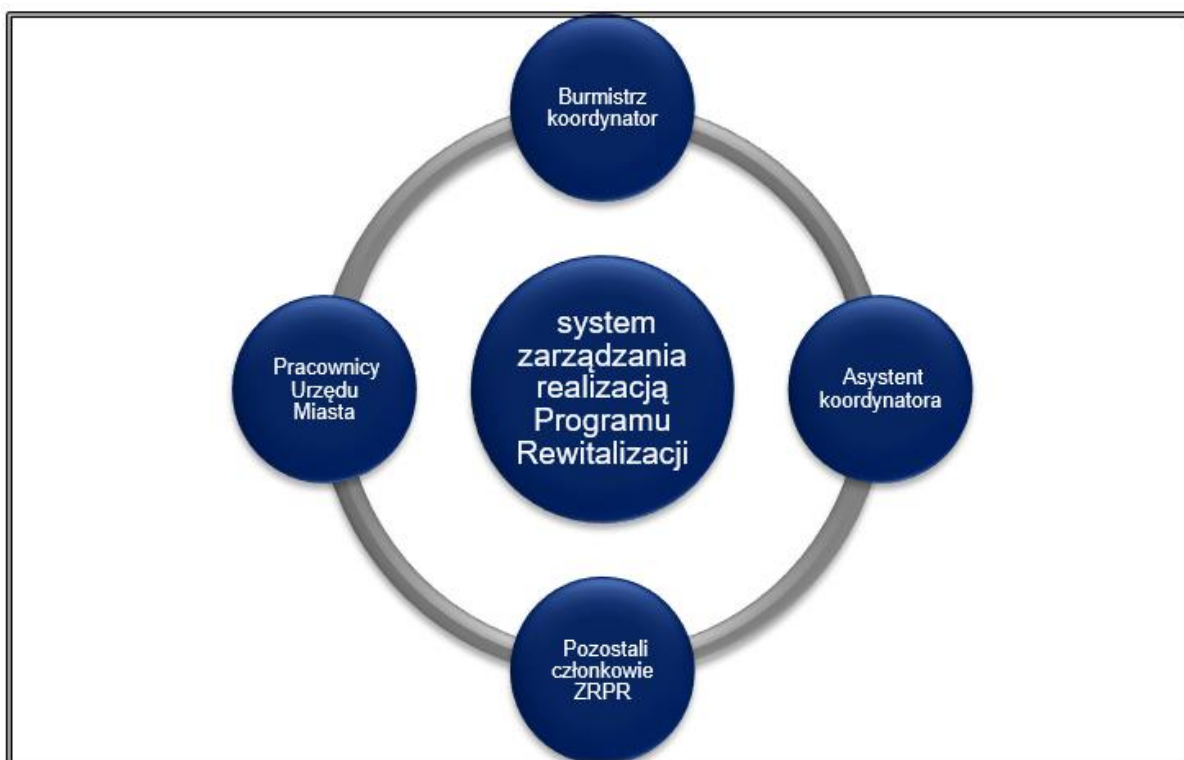 Burmistrz
koordynator
Pracownicy
Urzędu
Miasta
system
zarządzania
realizacją
Programu
Rewitalizacji
Asystent
koordynatora
Pozostali
członkowie
ZRPR